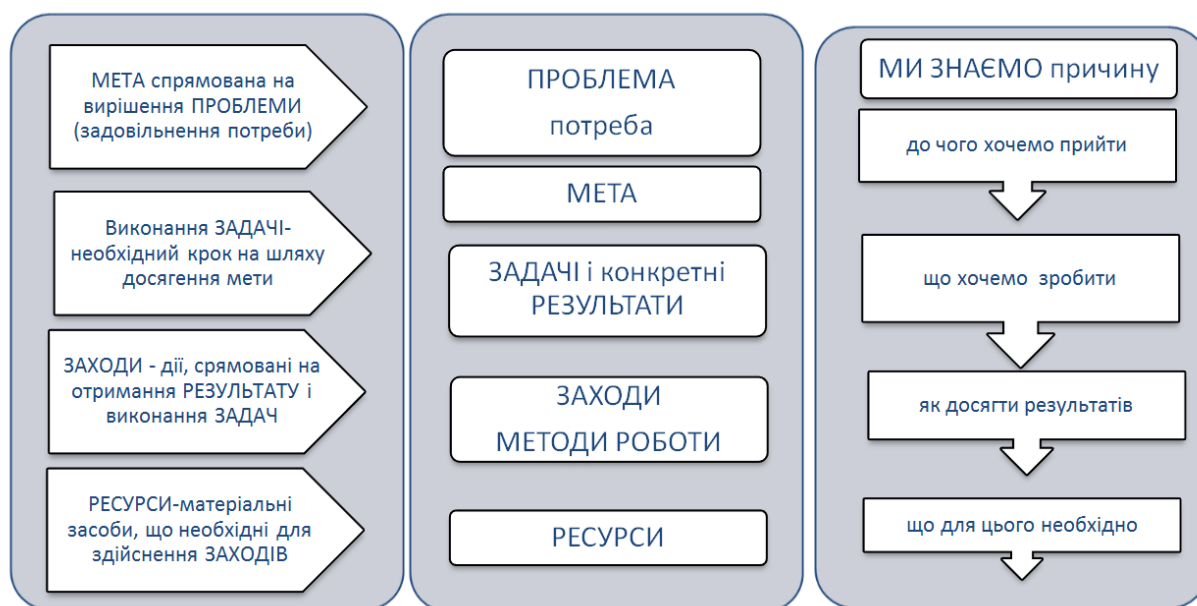 МЕТА спрямована на
вирішення ПРОБЛЕМИ
(задовільнення потреби)
Виконання ЗАДАЧІ-
необхідний крок на шляху
досягення мети
ЗАХОДИ - дії, срямовані на
отримання РЕЗУЛЬТАТУ і
виконання ЗАДАЧ
РЕСУРСИ-матеріальні
засоби, що необхідні для
здійснення ЗАХОДІВ
ПРОБЛЕМА
потреба
МЕТА
ЗАДАЧІ і конкретні
РЕЗУЛЬТАТИ
ЗАХОДИ
МЕТОДИ РОБОТИ
РЕСУРСИ
МИ ЗНАЄМО причину
до чого хочемо прийти
що хочемо зробити
як досягти результатів
що для цього необхідно